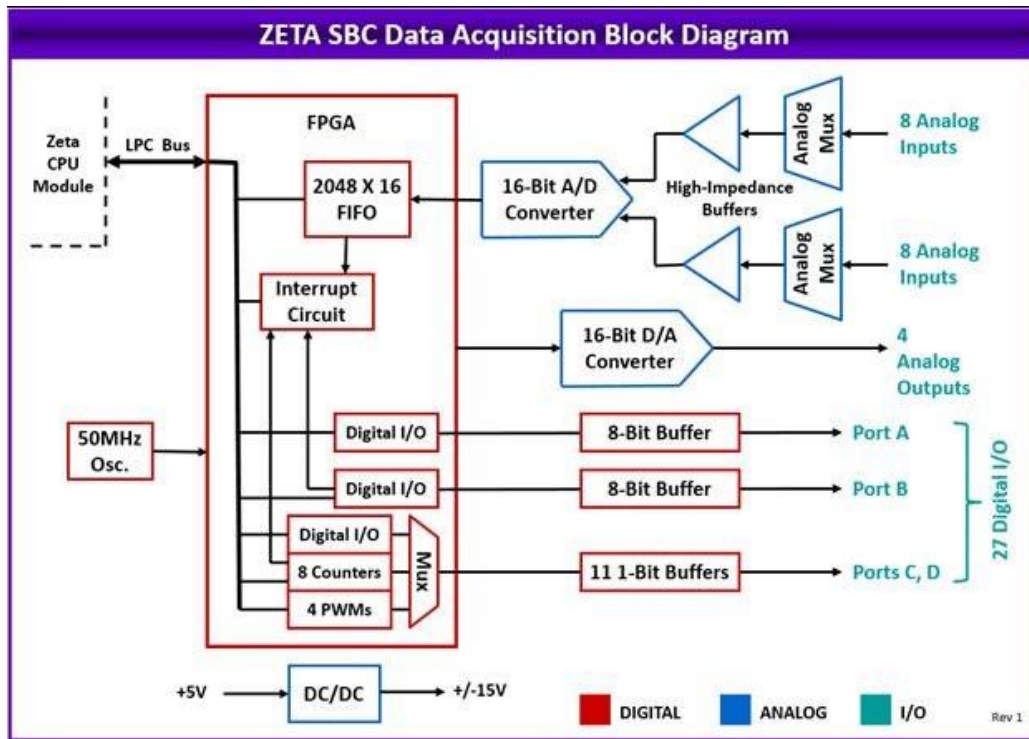 ZETA SBC Data Acquisition Block Diagram
Zeta
CPU
Module
LPC Bus
FPGA
2048 X 16
FIFO
Interrupt
Circuit
16-Bit A/D
Converter
High-Impedance
Buffers
Analog
Mux
8 Analog
Inputs
Analog
Mux
8 Analog
Inputs
16-Bit D/A
Converter
4
Analog
Outputs
50MHz
Osc.
Digital I/O
8-Bit Buffer
Port A
Digital I/O
8-Bit Buffer
Port B
Digital I/O
8 Counters
4 PWMs
Mux
11 1-Bit Buffers
Ports C, D
27 Digital I/O
+5V
DC/DC
+/-15V
DIGITAL
ANALOG
I/O
Rev 1